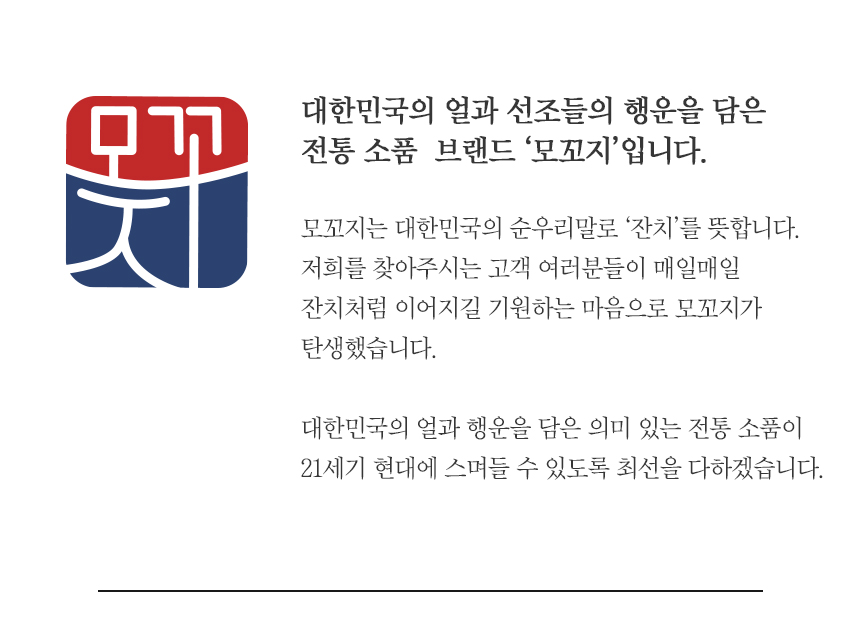 모꼬지
대한민국의 얼과 선조들의 행운을 담은
전통 소품 브랜드 ‘모꼬지’입니다.
모꼬지는 대한민국의 순우리말로 ‘잔치’를 뜻합니다.
저희를 찾아주시는 고객 여러분들이 매일매일
잔치처럼 이어지길 기원하는 마음으로 모꼬지가
탄생했습니다.
대한민국의 얼과 행운을 담은 의미 있는 전통 소품이
21세기 현대에 스며들 수 있도록 최선을 다하겠습니다.